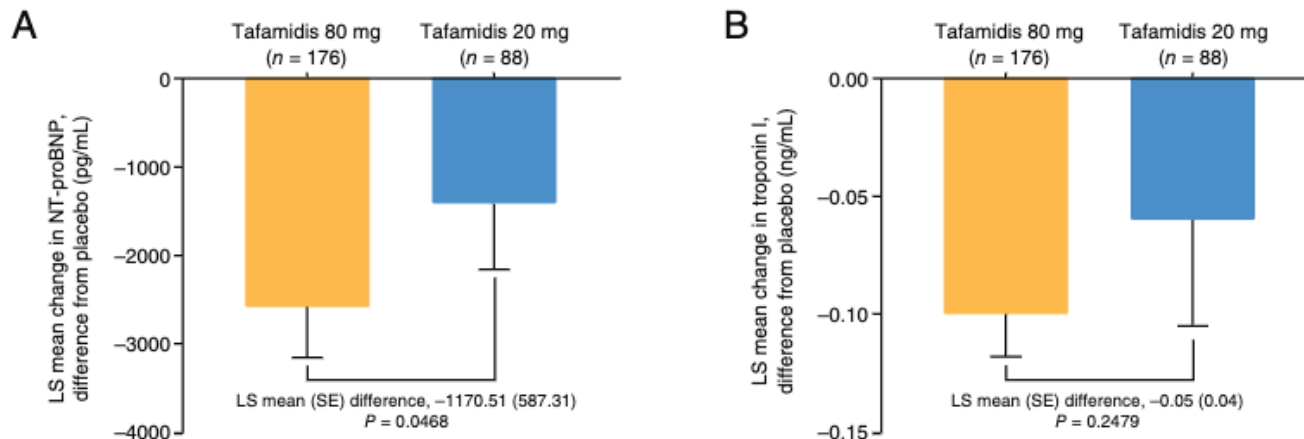 A
Tafamidis 80 mg
(n = 176)
Tafamidis 20 mg
(n = 88)
LS mean change in NT-proBNP,
difference from placebo (pg/mL)
0
–1000
–2000
–3000
–4000
LS mean (SE) difference, –1170.51 (587.31)
P = 0.0468
B
Tafamidis 80 mg
(n = 176)
Tafamidis 20 mg
(n = 88)
LS mean change in troponin I,
difference from placebo (ng/mL)
0.00
–0.05
–0.10
–0.15
LS mean (SE) difference, –0.05 (0.04)
P = 0.2479